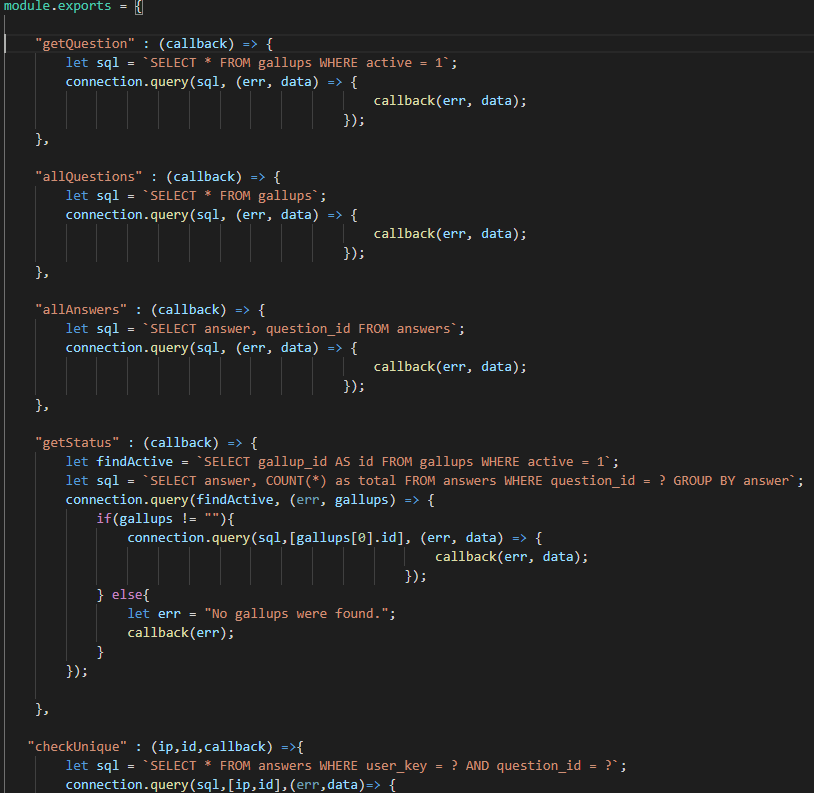 module.exports = {
"getQuestion" : (callback) => {
let sql = `SELECT * FROM gallups WHERE active = 1`;
connection.query(sql, (err, data) => {
callback(err, data);
});
},
"allQuestions" : (callback) => {
let sql = `SELECT * FROM gallups`;
connection.query(sql, (err, data) => {
callback(err, data);
});
},
"allAnswers" : (callback) => {
let sql = `SELECT answer, question_id FROM answers`;
connection.query(sql, (err, data) => {
callback(err, data);
});
},
"getStatus" : (callback) => {
let findActive = `SELECT gallup_id AS id FROM gallups WHERE active = 1`;
let sql = `SELECT answer, COUNT(*) as total FROM answers WHERE question_id = ? GROUP BY answer`;
connection.query(findActive, (err, gallups) => {
if(gallups != ""){
connection.query(sql,[gallups[0].id], (err, data) => {
callback(err, data);
});
} else{
let err = "No gallups were found.";
callback(err);
}
});
},
"checkUnique" : (ip,id,callback) =>{
let sql = `SELECT * FROM answers WHERE user_key = ? AND question_id = ?`;
connection.query(sql,[ip,id],(err,data)=> {